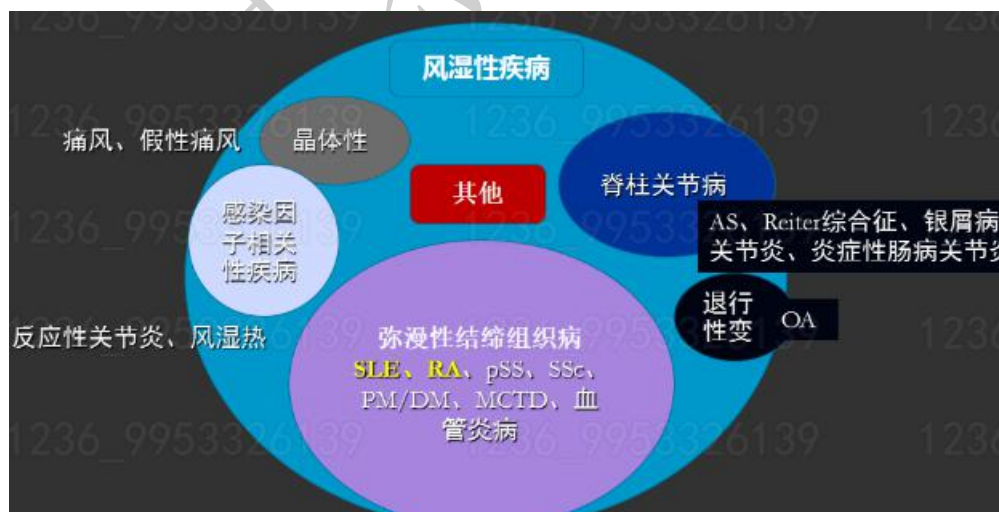 风湿性疾病
痛风、假性痛风
晶体性
其他
脊柱关节病
AS、Reiter综合征、银屑病
关节炎、炎症性肠病关节炎
感染因
子相关
性疾病
反应性关节炎、风湿热
退行
性变
OA
弥漫性结缔组织病
SLE、RA、pSS、SSc、
PM/DM、MCTD、血
管炎病
1236_9953326139